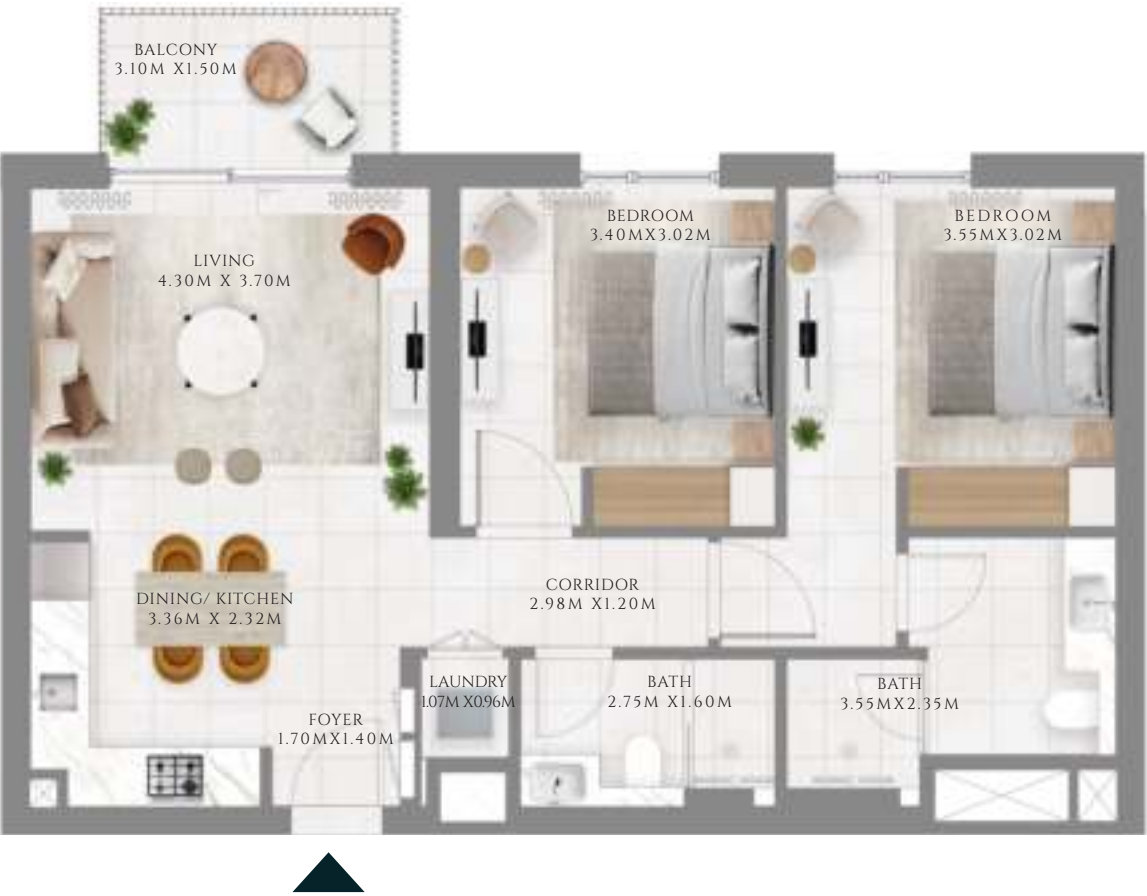 BALCONY
3.10M X1.50M
LIVING
4.30M X 3.70M
BEDROOM
3.40MX3.02M
BEDROOM
3.55MX3.02M
DINING/ KITCHEN
3.36M X 2.32M
CORRIDOR
2.98M X1.20M
FOYER
1.70MX1.40M
LAUNDRY
1.07M X0.96M
BATH
2.75M X1.60M
BATH
3.55MX2.35M